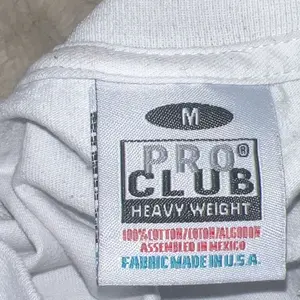 M
PRO®
CLUB
HEAVY WEIGHT
100% COTTON/COTON/ALGODON
ASSEMBLED IN MEXICO
FABRIC MADE IN U.S.A.